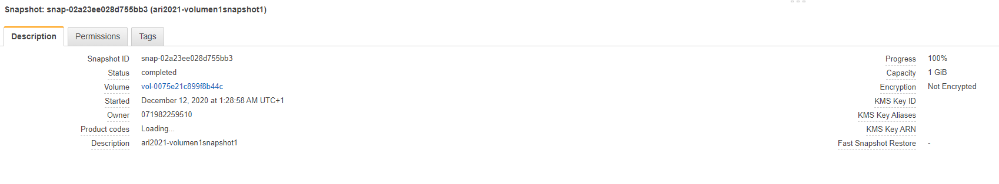 Snapshot: snap-02a23ee028d755bb3 (ari2021-volumen1snapshot1)
Description Permissions Tags
Snapshot ID snap-02a23ee028d755bb3
Status completed
Volume vol-0075e21c899f8b44c
Started December 12, 2020 at 1:28:58 AM UTC+1
Owner 071982259510
Product codes Loading...
Description ari2021-volumen1snapshot1
Progress 100%
Capacity 1 GiB
Encryption Not Encrypted
KMS Key ID
KMS Key Aliases
KMS Key ARN
Fast Snapshot Restore -